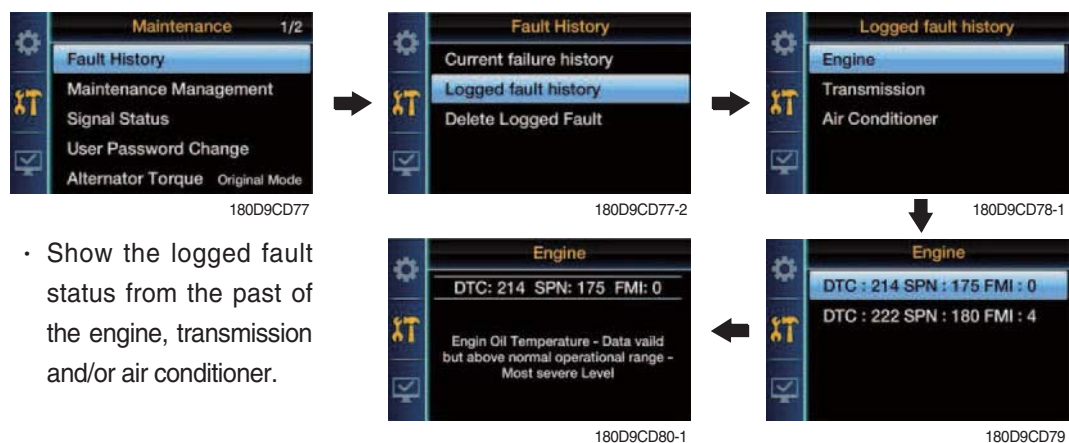 Maintenance 1/2
Fault History
Maintenance Management
Signal Status
User Password Change
Alternator Torque Original Mode
180D9CD77
Fault History
Current failure history
Logged fault history
Delete Logged Fault
180D9CD77-2
Logged fault history
Engine
Transmission
Air Conditioner
180D9CD78-1
· Show the logged fault
status from the past of
the engine, transmission
and/or air conditioner.
Engine
DTC: 214 SPN: 175 FMI: 0
Engin Oil Temperature - Data vaild
but above normal operational range -
Most severe Level
180D9CD80-1
Engine
DTC : 214 SPN : 175 FMI : 0
DTC : 222 SPN : 180 FMI : 4
180D9CD79